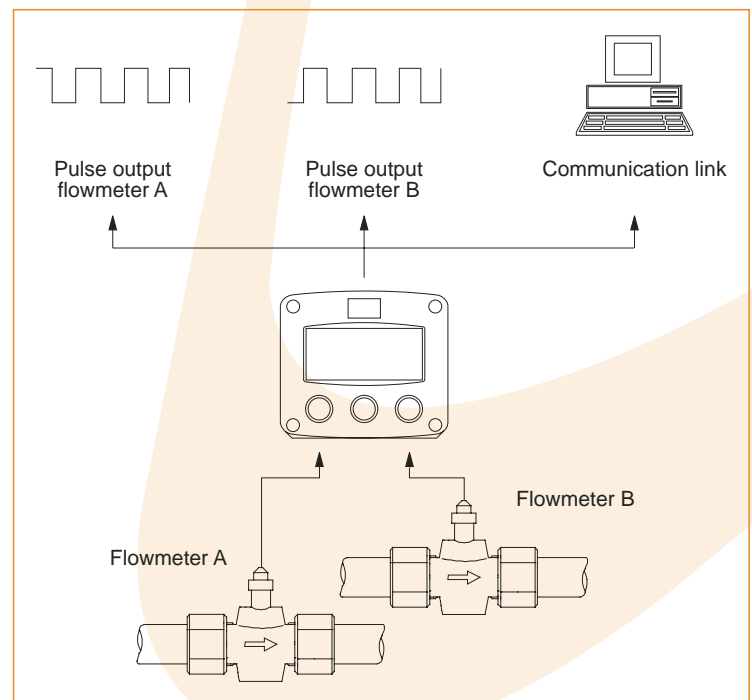 Pulse output
flowmeter A
Pulse output
flowmeter B
Communication link
Flowmeter B
Flowmeter A